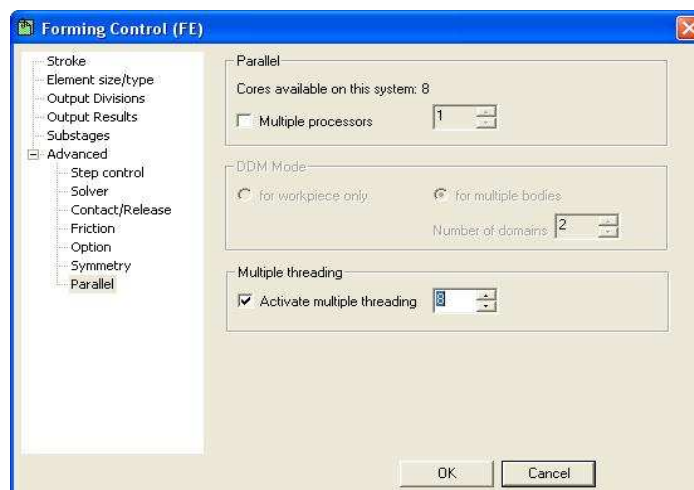 Forming Control (FE)
Stroke
Element size/type
Output Divisions
Output Results
Substages
Advanced
Step control
Solver
Contact/Release
Friction
Option
Symmetry
Parallel
Parallel
Cores available on this system: 8
Multiple processors 1
DDM Mode
for workpiece only for multiple bodies
Number of domains 2
Multiple threading
Activate multiple threading 8
OK Cancel